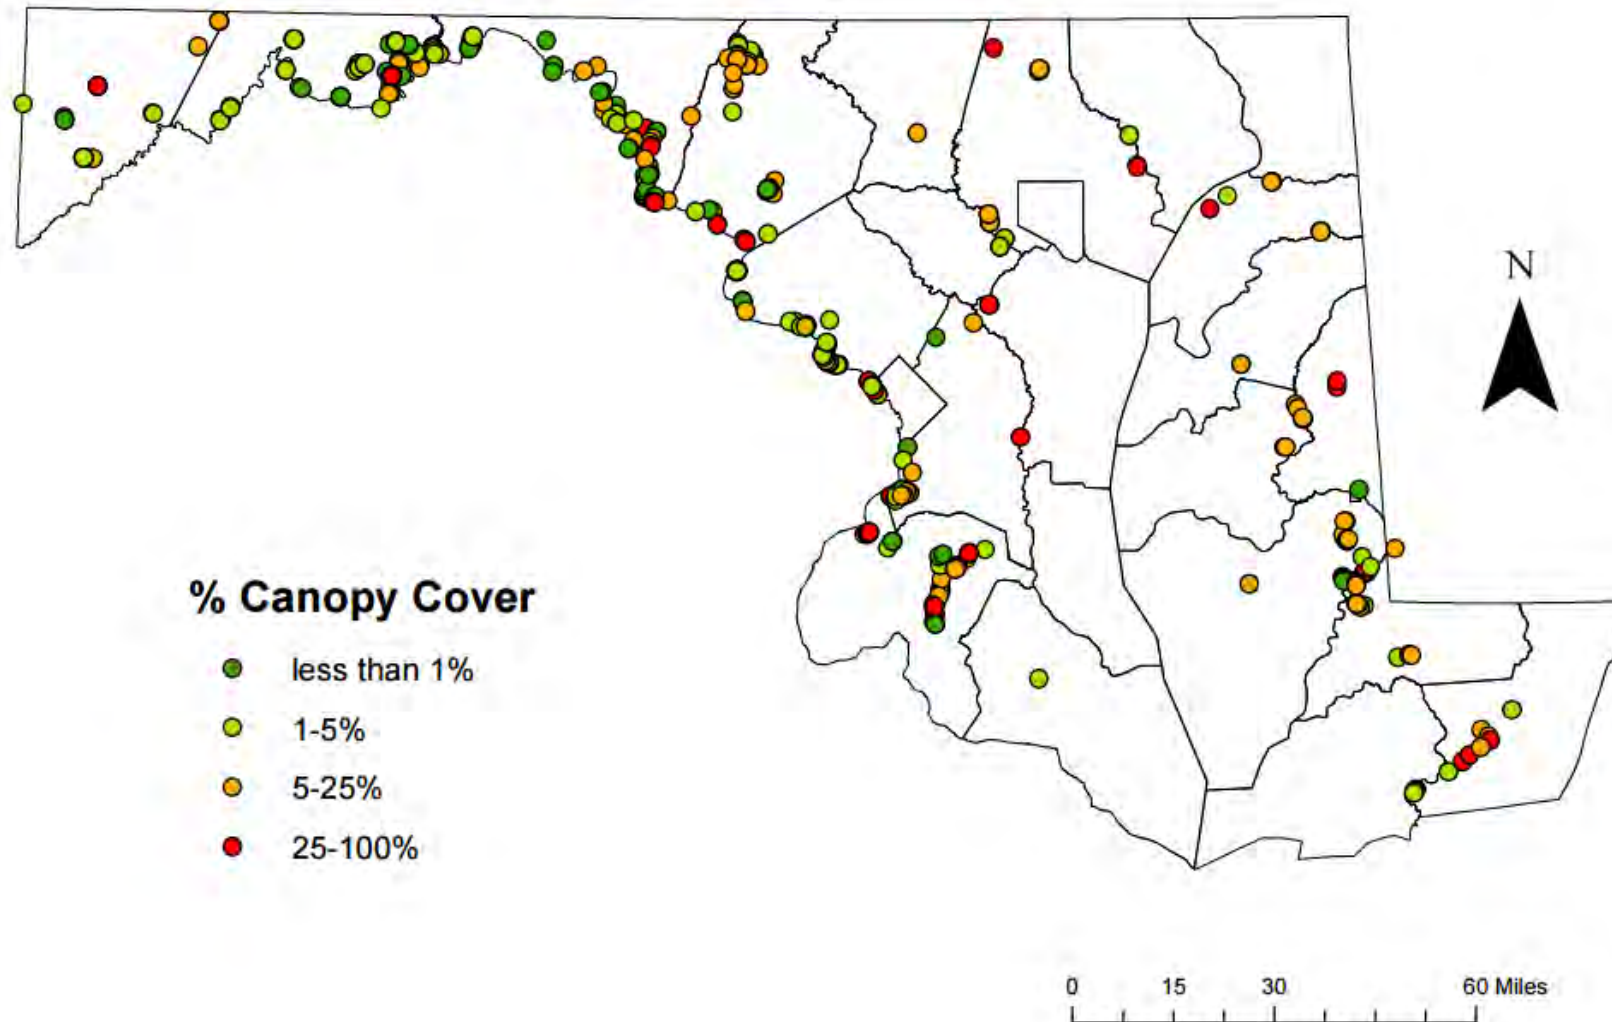 N
% Canopy Cover
less than 1%
1-5%
5-25%
25-100%
0 15 30 60 Miles